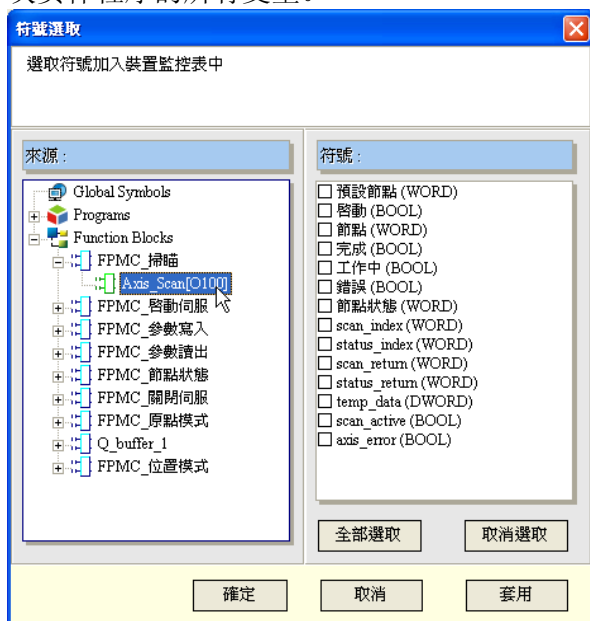 符號選取
選取符號加入裝置監控表中
來源 :
Global Symbols
Programs
Function Blocks
FPMC_掃瞄
Axis_Scan[O100]
FPMC_啓動伺服
FPMC_參數寫入
FPMC_參數讀出
FPMC_節點狀態
FPMC_關閉伺服
FPMC_原點模式
Q_buffer_1
FPMC_位置模式
符號 :
預設節點 (WORD)
啓動 (BOOL)
節點 (WORD)
完成 (BOOL)
工作中 (BOOL)
錯誤 (BOOL)
節點狀態 (WORD)
scan_index (WORD)
status_index (WORD)
scan_return (WORD)
status_return (WORD)
temp_data (DWORD)
scan_active (BOOL)
axis_error (BOOL)
全部選取
取消選取
確定
取消
套用